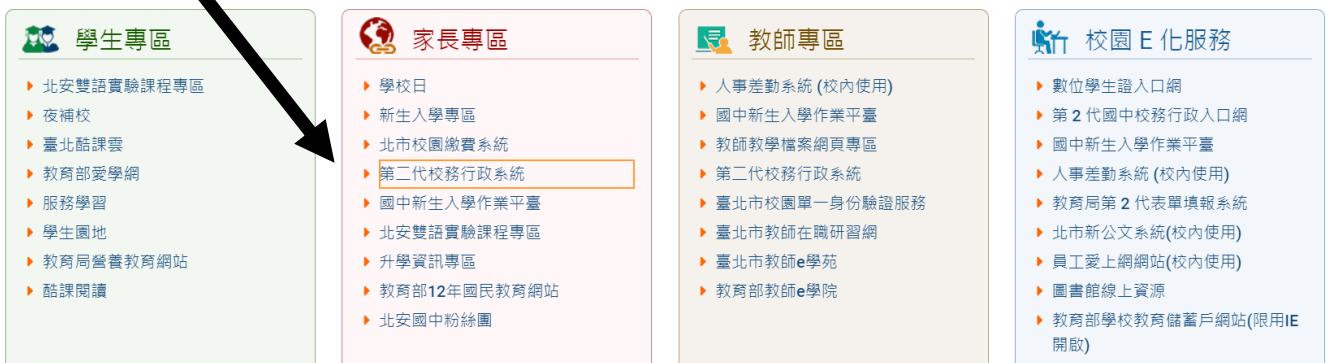 學生專區
北安雙語實驗課程專區
夜補校
臺北酷課雲
教育部愛學網
服務學習
學生園地
教育局營養教育網站
酷課閱讀
家長專區
學校日
新生入學專區
北市校園繳費系統
第二代校務行政系統
國中新生入學作業平臺
北安雙語實驗課程專區
升學資訊專區
教育部12年國民教育網站
北安國中粉絲團
教師專區
人事差勤系統 (校內使用)
國中新生入學作業平臺
教師教學檔案網頁專區
第二代校務行政系統
臺北市校園單一身份驗證服務
臺北市教師在職研習網
臺北市教師e學苑
教育部教師e學院
校園 E 化服務
數位學生證入口網
第 2 代國中校務行政入口網
國中新生入學作業平臺
人事差勤系統 (校內使用)
教育局第 2 代表單填報系統
北市新公文系統(校內使用)
員工愛上網網站(校內使用)
圖書館線上資源
教育部學校教育儲蓄戶網站(限用IE
開啟)